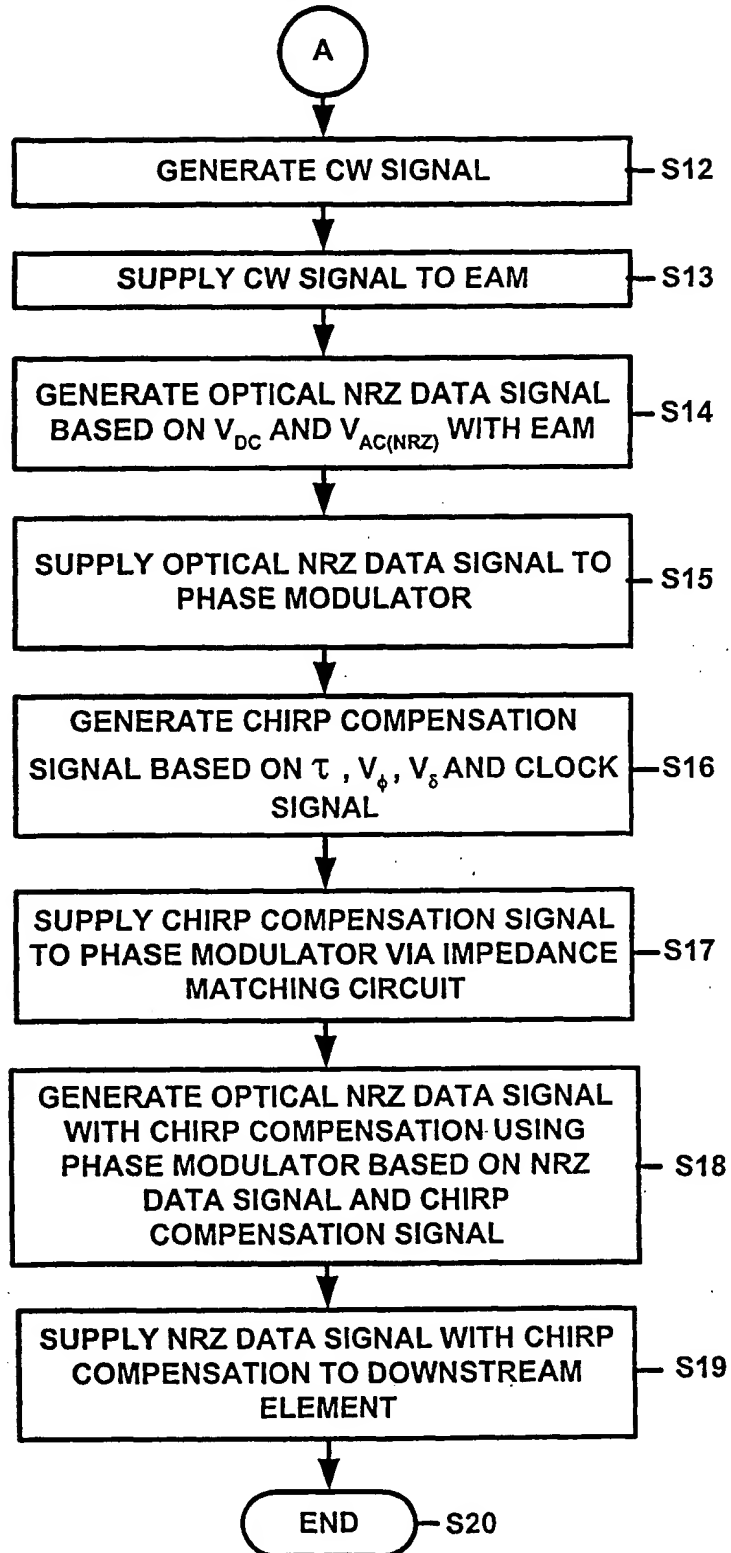 A
GENERATE CW SIGNAL
S12
SUPPLY CW SIGNAL TO EAM
S13
GENERATE OPTICAL NRZ DATA SIGNAL
BASED ON V_DC AND V_AC(NRZ) WITH EAM
S14
SUPPLY OPTICAL NRZ DATA SIGNAL TO
PHASE MODULATOR
S15
GENERATE CHIRP COMPENSATION
SIGNAL BASED ON τ , V_ϕ, V_δ AND CLOCK
SIGNAL
S16
SUPPLY CHIRP COMPENSATION SIGNAL
TO PHASE MODULATOR VIA IMPEDANCE
MATCHING CIRCUIT
S17
GENERATE OPTICAL NRZ DATA SIGNAL
WITH CHIRP COMPENSATION USING
PHASE MODULATOR BASED ON NRZ
DATA SIGNAL AND CHIRP
COMPENSATION SIGNAL
S18
SUPPLY NRZ DATA SIGNAL WITH CHIRP
COMPENSATION TO DOWNSTREAM
ELEMENT
S19
END
S20